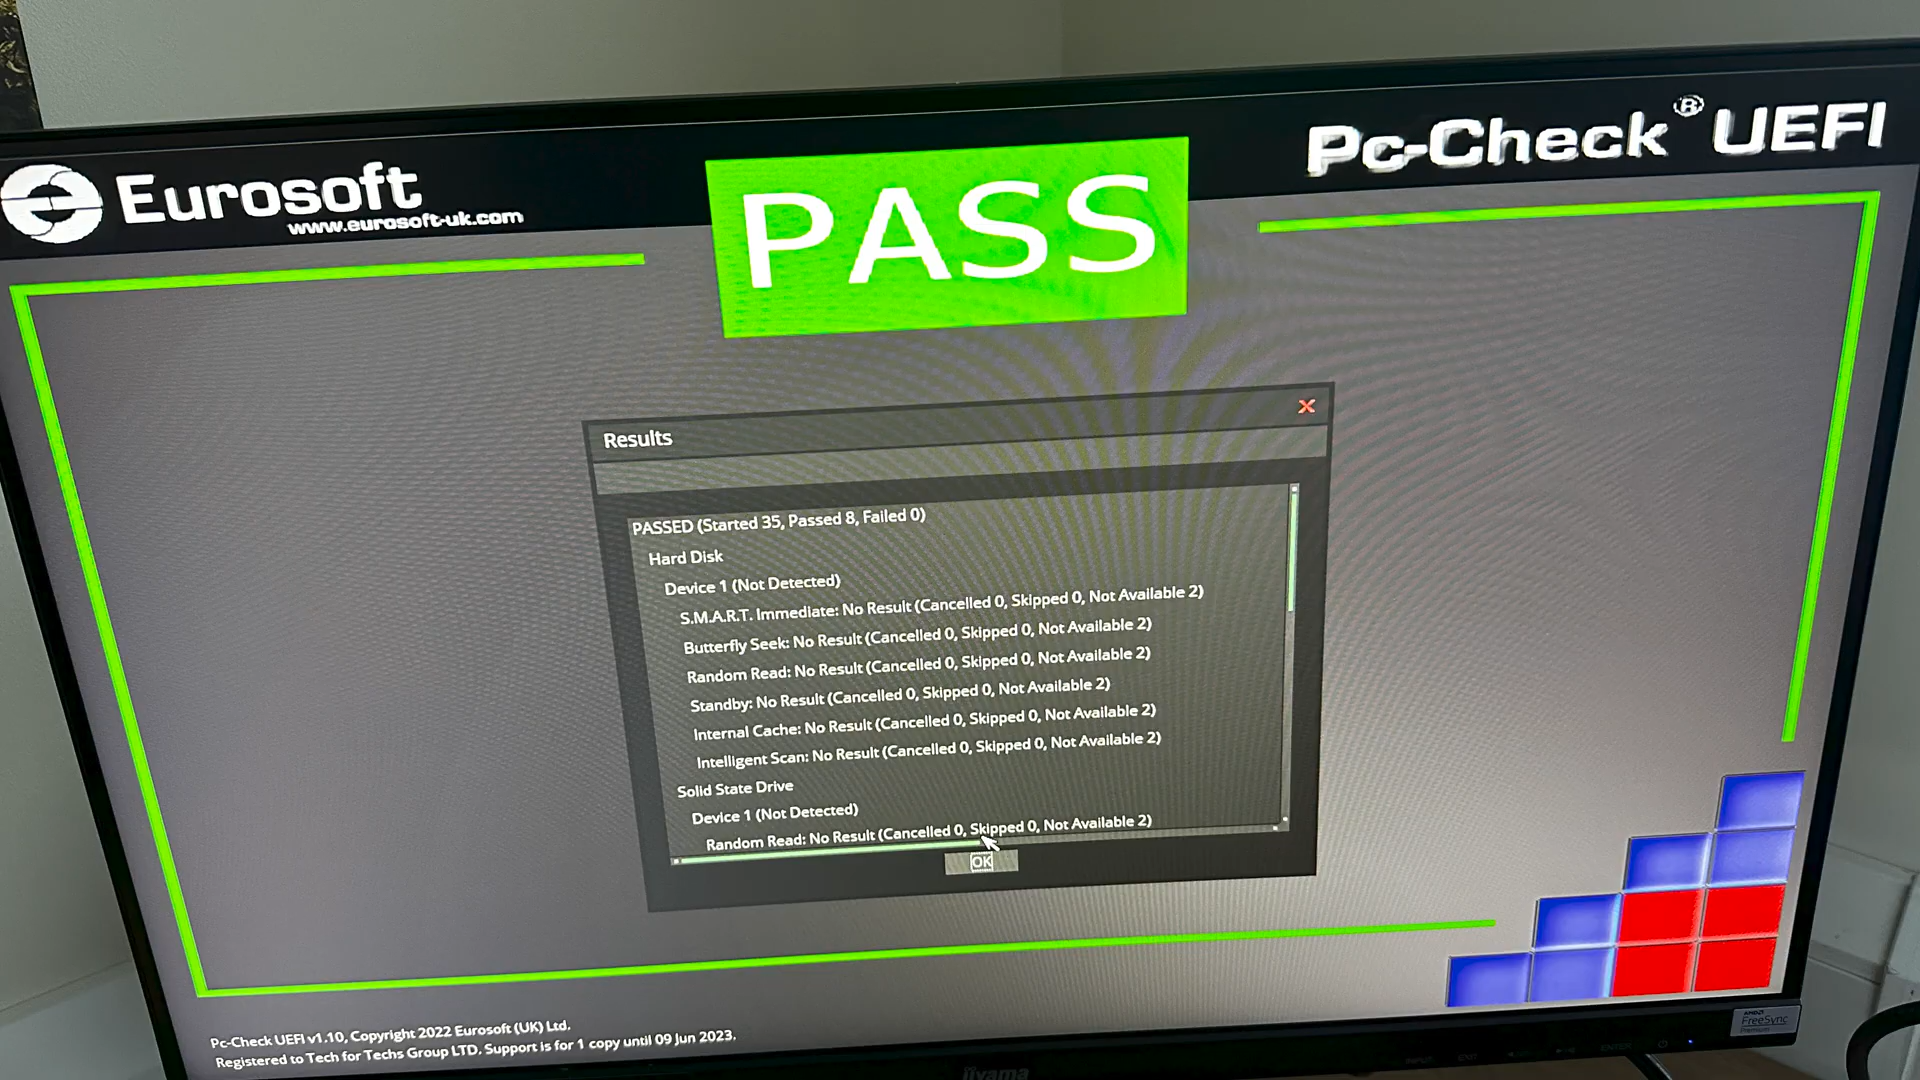 Eurosoft
www.eurosoft-uk.com
PASS
Pc-Check® UEFI
Results
PASSED (Started 35, Passed 8, Failed 0)
Hard Disk
Device 1 (Not Detected)
S.M.A.R.T. Immediate: No Result (Cancelled 0, Skipped 0, Not Available 2)
Butterfly Seek: No Result (Cancelled 0, Skipped 0, Not Available 2)
Random Read: No Result (Cancelled 0, Skipped 0, Not Available 2)
Standby: No Result (Cancelled 0, Skipped 0, Not Available 2)
Internal Cache: No Result (Cancelled 0, Skipped 0, Not Available 2)
Intelligent Scan: No Result (Cancelled 0, Skipped 0, Not Available 2)
Solid State Drive
Device 1 (Not Detected)
Random Read: No Result (Cancelled 0, Skipped 0, Not Available 2)
OK
Pc-Check UEFI v1.10, Copyright 2022 Eurosoft (UK) Ltd.
Registered to Tech for Techs Group LTD. Support is for 1 copy until 09 Jun 2023.
AMD
FreeSync
Premium
iiyama